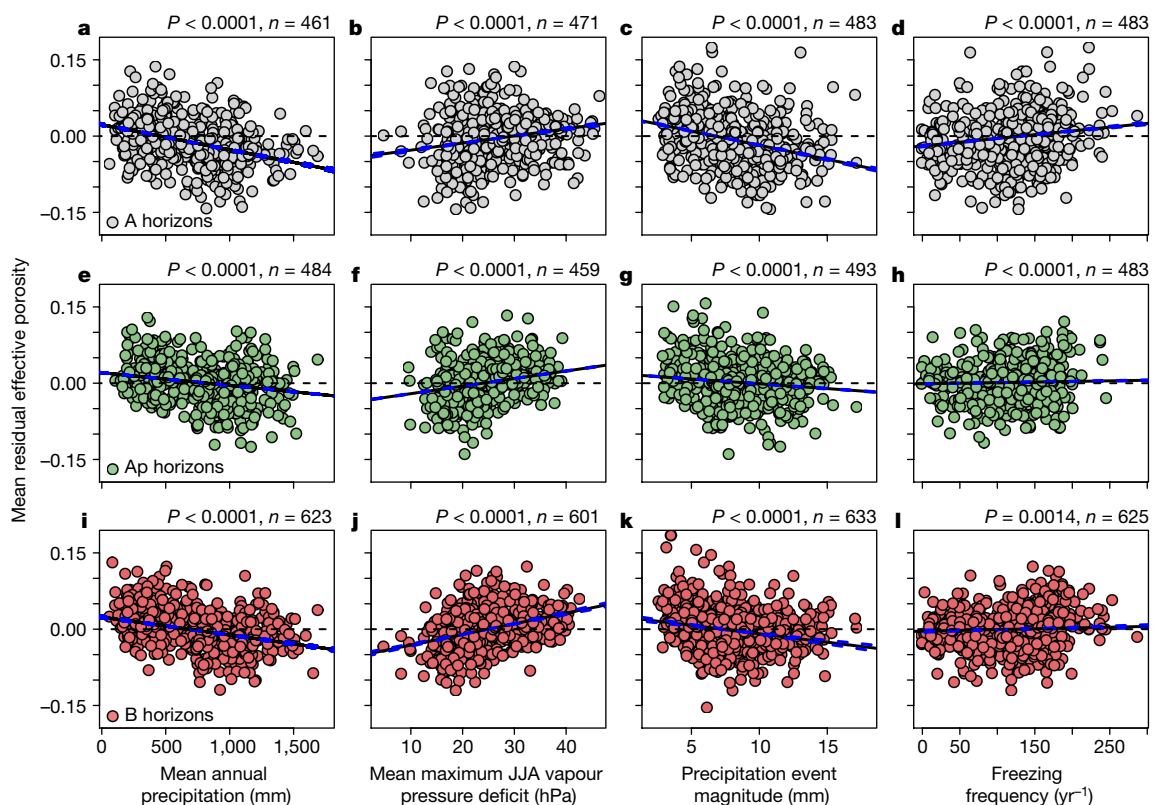 a P < 0.0001, n = 461 b P < 0.0001, n = 471 c P < 0.0001, n = 483 d P < 0.0001, n = 483
0.15
0.00
−0.15
A horizons
e P < 0.0001, n = 484 f P < 0.0001, n = 459 g P < 0.0001, n = 493 h P < 0.0001, n = 483
Mean residual effective porosity
0.15
0.00
−0.15
Ap horizons
i P < 0.0001, n = 623 j P < 0.0001, n = 601 k P < 0.0001, n = 633 l P = 0.0014, n = 625
0.15
0.00
−0.15
B horizons
0 500 1,000 1,500 10 20 30 40 5 10 15 0 50 150 250
Mean annual
precipitation (mm)
Mean maximum JJA vapour
pressure deficit (hPa)
Precipitation event
magnitude (mm)
Freezing
frequency (yr⁻¹)